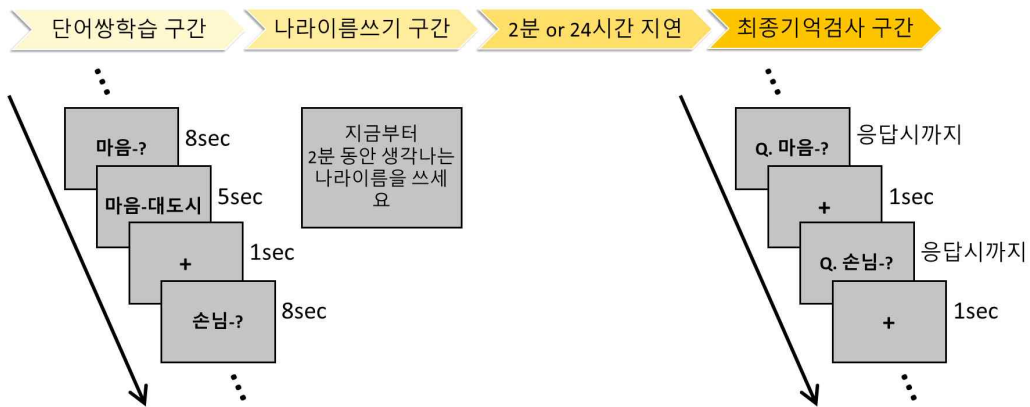 단어쌍학습 구간
나라이름쓰기 구간
2분 or 24시간 지연
최종기억검사 구간
마음-?
8sec
마음-대도시
5sec
+
1sec
손님-?
8sec
지금부터
2분 동안 생각나는
나라이름을 쓰세
요
Q. 마음-?
응답시까지
+
1sec
Q. 손님-?
응답시까지
+
1sec